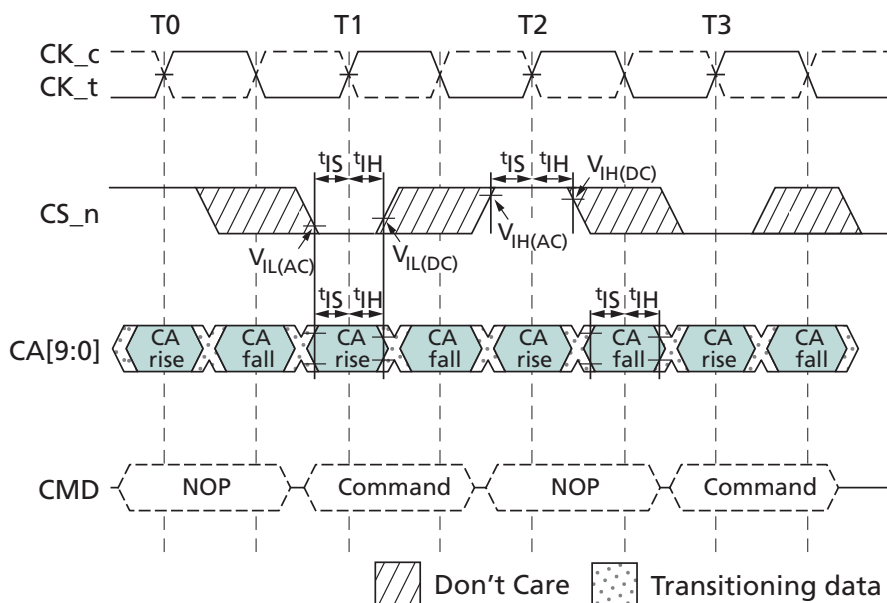 T0 T1 T2 T3
CK_c
CK_t
tIS tIH tIS tIH VIH(DC)
CS_n
VIL(AC) VIL(DC) VIH(AC)
tIS tIH tIS tIH
CA[9:0]
CA rise CA fall CA rise CA fall CA rise CA fall CA rise CA fall
CMD NOP Command NOP Command
Don't Care Transitioning data